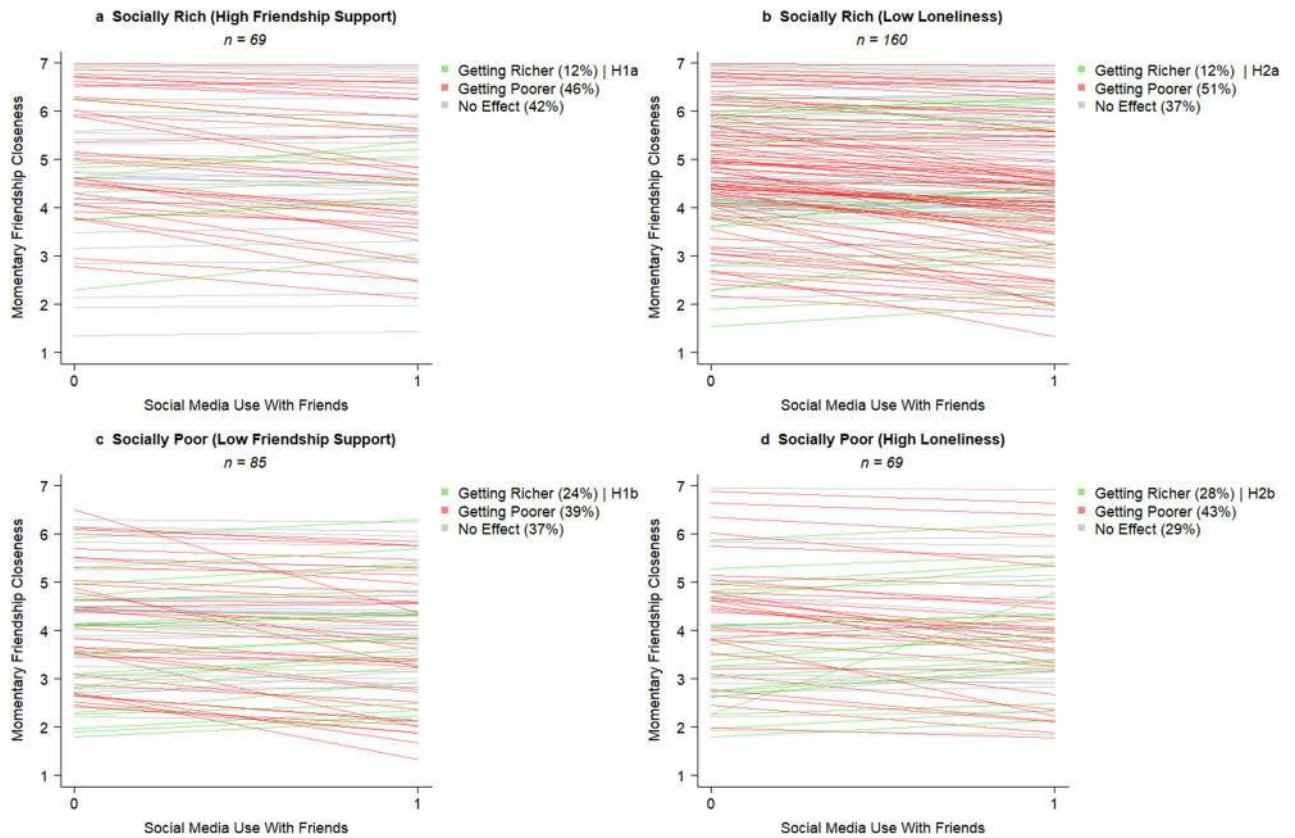 a Socially Rich (High Friendship Support)
n = 69
Getting Richer (12%) | H1a
Getting Poorer (46%)
No Effect (42%)
7
6
5
4
3
2
1
Momentary Friendship Closeness
0
1
Social Media Use With Friends
b Socially Rich (Low Loneliness)
n = 160
Getting Richer (12%) | H2a
Getting Poorer (51%)
No Effect (37%)
7
6
5
4
3
2
1
Momentary Friendship Closeness
0
1
Social Media Use With Friends
c Socially Poor (Low Friendship Support)
n = 85
Getting Richer (24%) | H1b
Getting Poorer (39%)
No Effect (37%)
7
6
5
4
3
2
1
Momentary Friendship Closeness
0
1
Social Media Use With Friends
d Socially Poor (High Loneliness)
n = 69
Getting Richer (28%) | H2b
Getting Poorer (43%)
No Effect (29%)
7
6
5
4
3
2
1
Momentary Friendship Closeness
0
1
Social Media Use With Friends